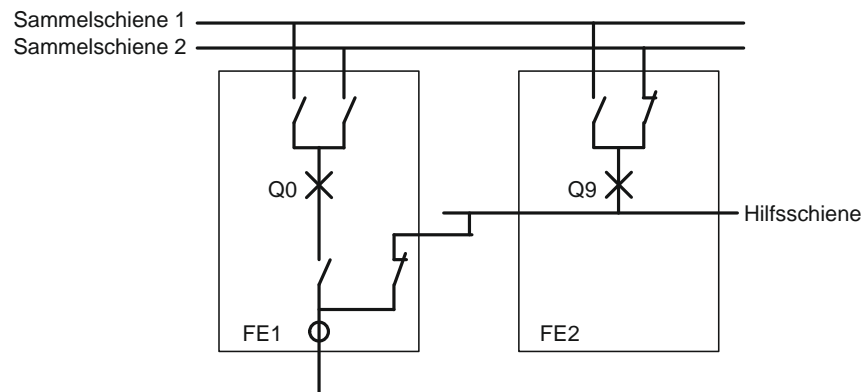 Sammelschiene 1
Sammelschiene 2
Q0
Q9
Hilfsschiene
FE1
FE2